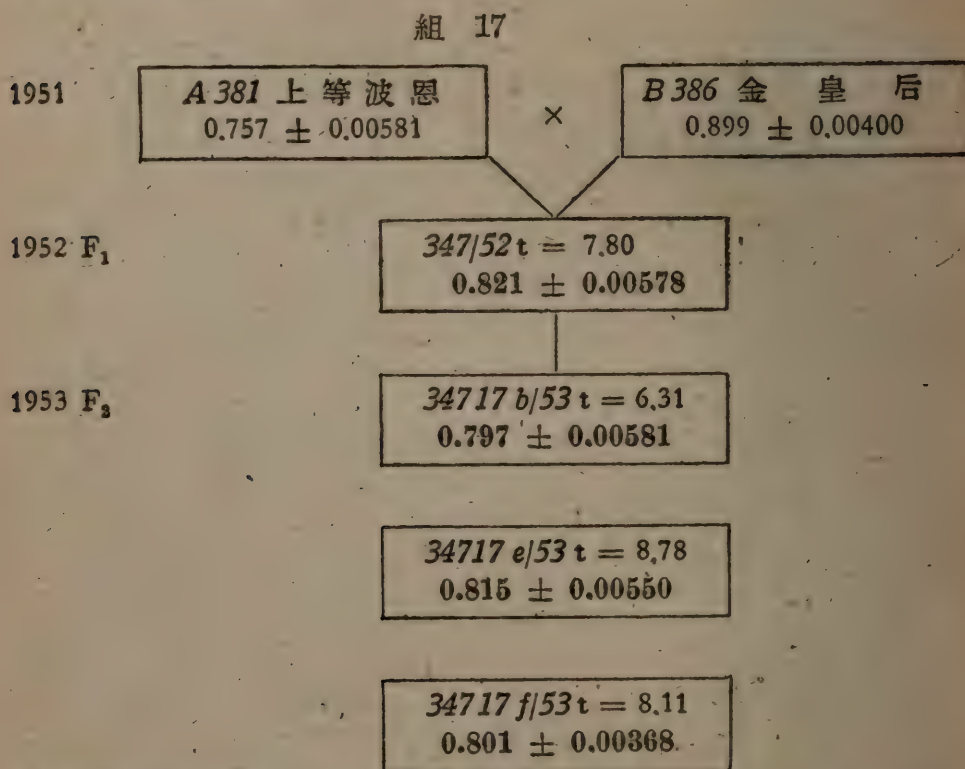 組 17
1951
A 381 上等波恩
0.757 ± 0.00581
×
B 386 金皇后
0.899 ± 0.00400
1952 F₁
347/52 t = 7.80
0.821 ± 0.00578
1953 F₂
34717 b/53 t = 6.31
0.797 ± 0.00581
34717 e/53 t = 8.78
0.815 ± 0.00550
34717 f/53 t = 8.11
0.801 ± 0.00368